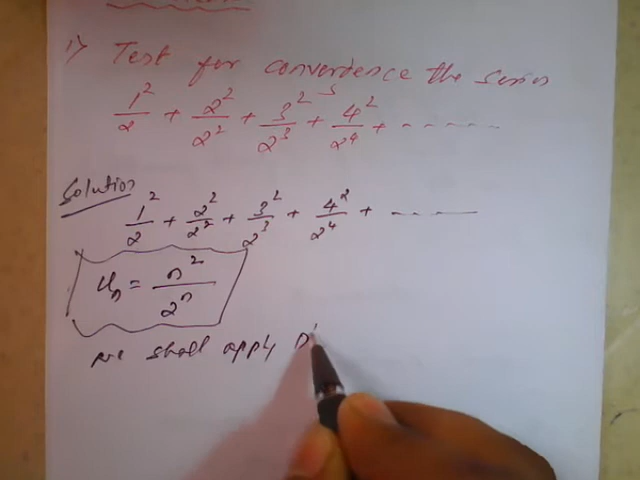 1) Test for convergence the series
1²/2 + 2²/2² + 3²/2³ + 4²/2⁴ + - - - - -
Solution
1²/2 + 2²/2² + 3²/2³ + 4²/2⁴ + - - - -
Uₙ = n²/2ⁿ
we shall apply D'